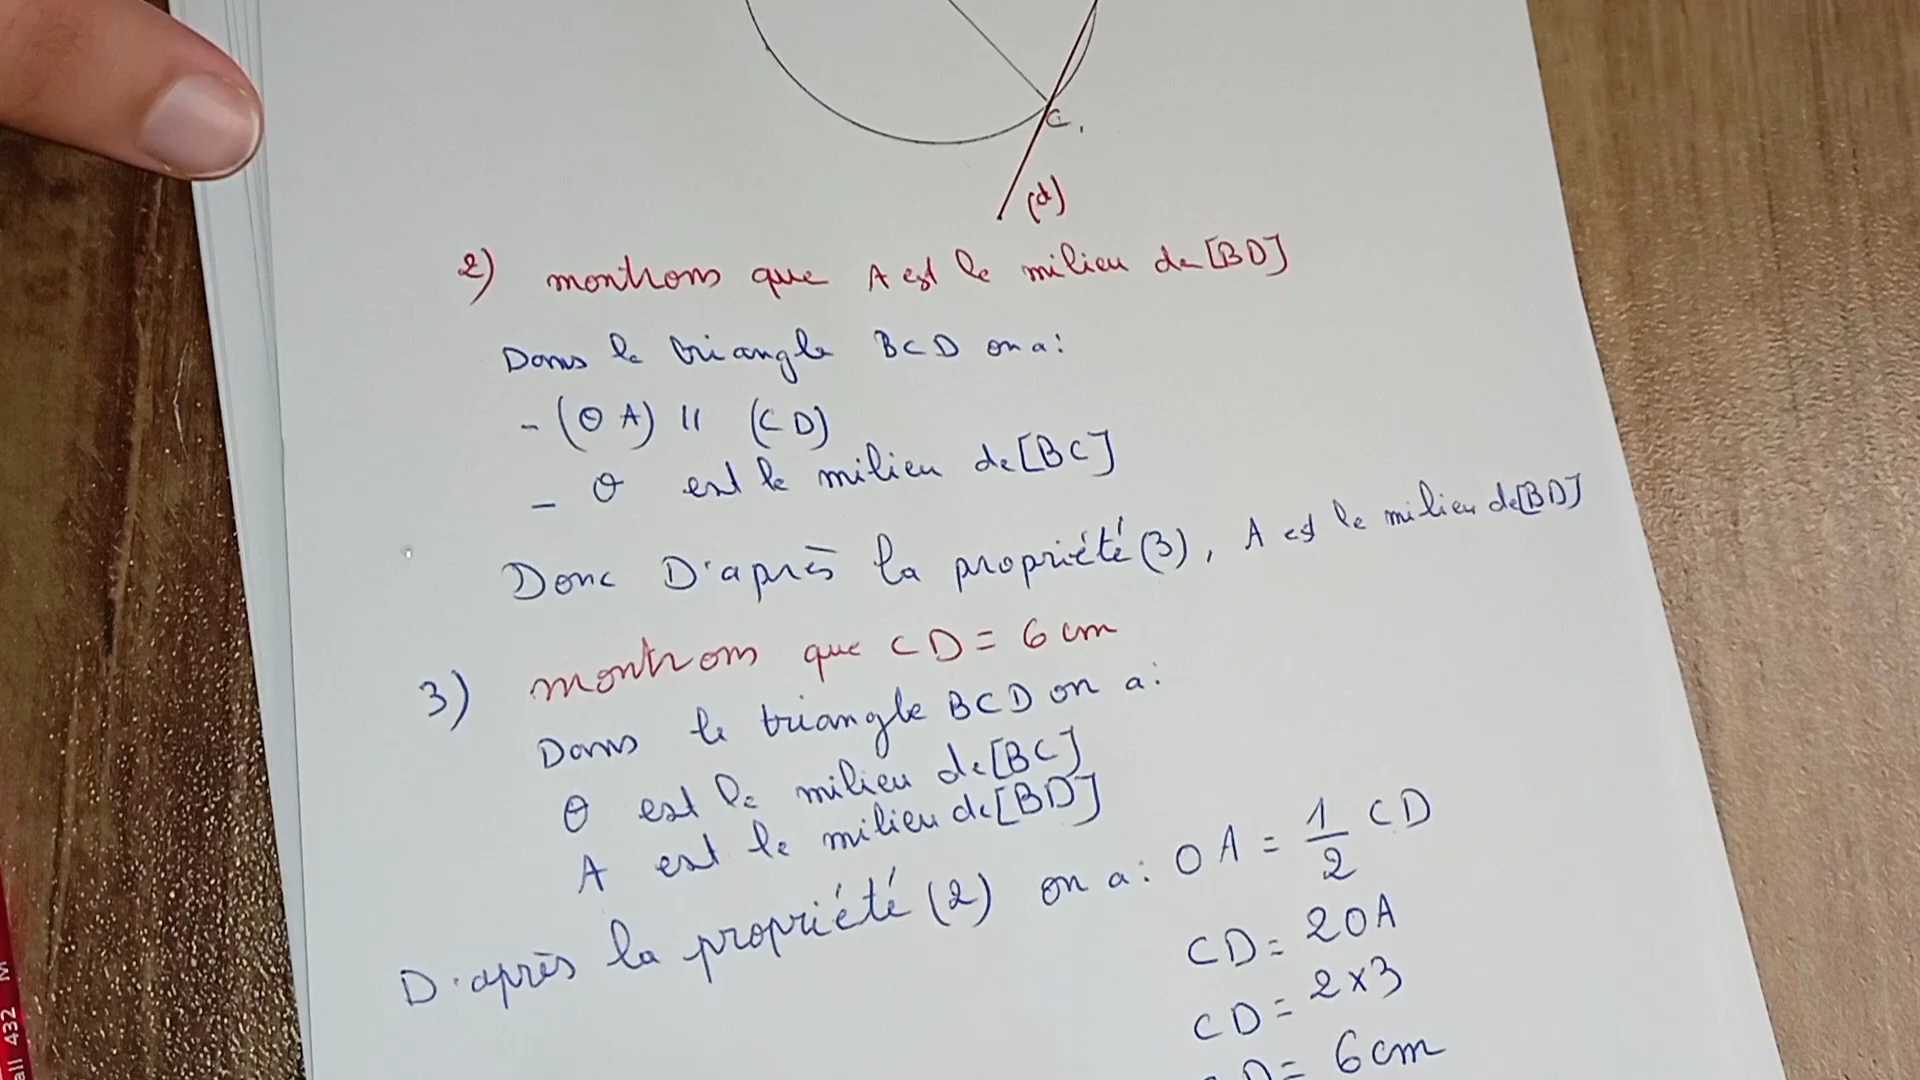 C
(d)
2) montrons que A est le milieu de [BD]
Dans le triangle BCD on a:
- (OA) // (CD)
- O est le milieu de [BC]
Donc D'après la propriété (3), A est le milieu de [BD]
3) montrons que CD = 6 cm
Dans le triangle BCD on a:
O est le milieu de [BC]
A est le milieu de [BD]
D'après la propriété (2) on a: OA = 1/2 CD
CD = 2OA
CD = 2×3
CD = 6cm
all 432 M